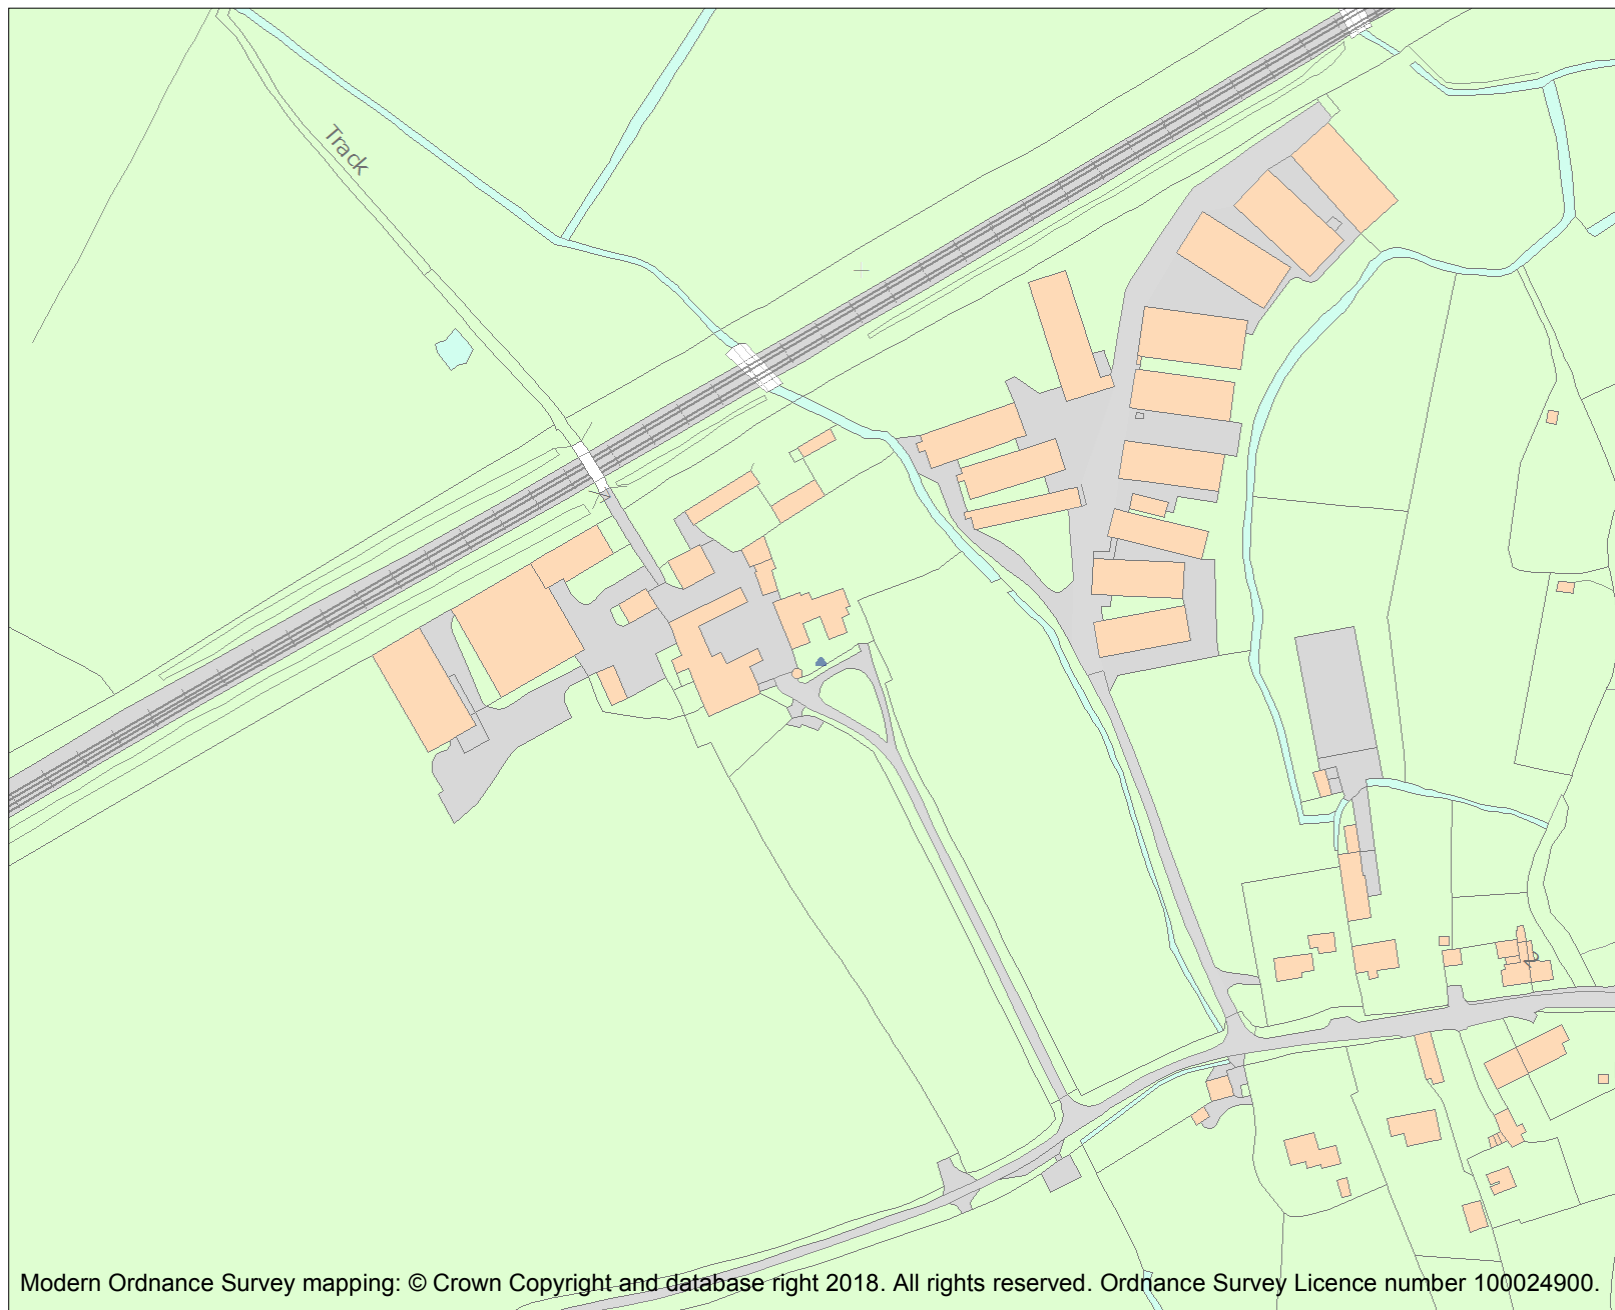 Track
Modern Ordnance Survey mapping: © Crown Copyright and database right 2018. All rights reserved. Ordnance Survey Licence number 100024900.